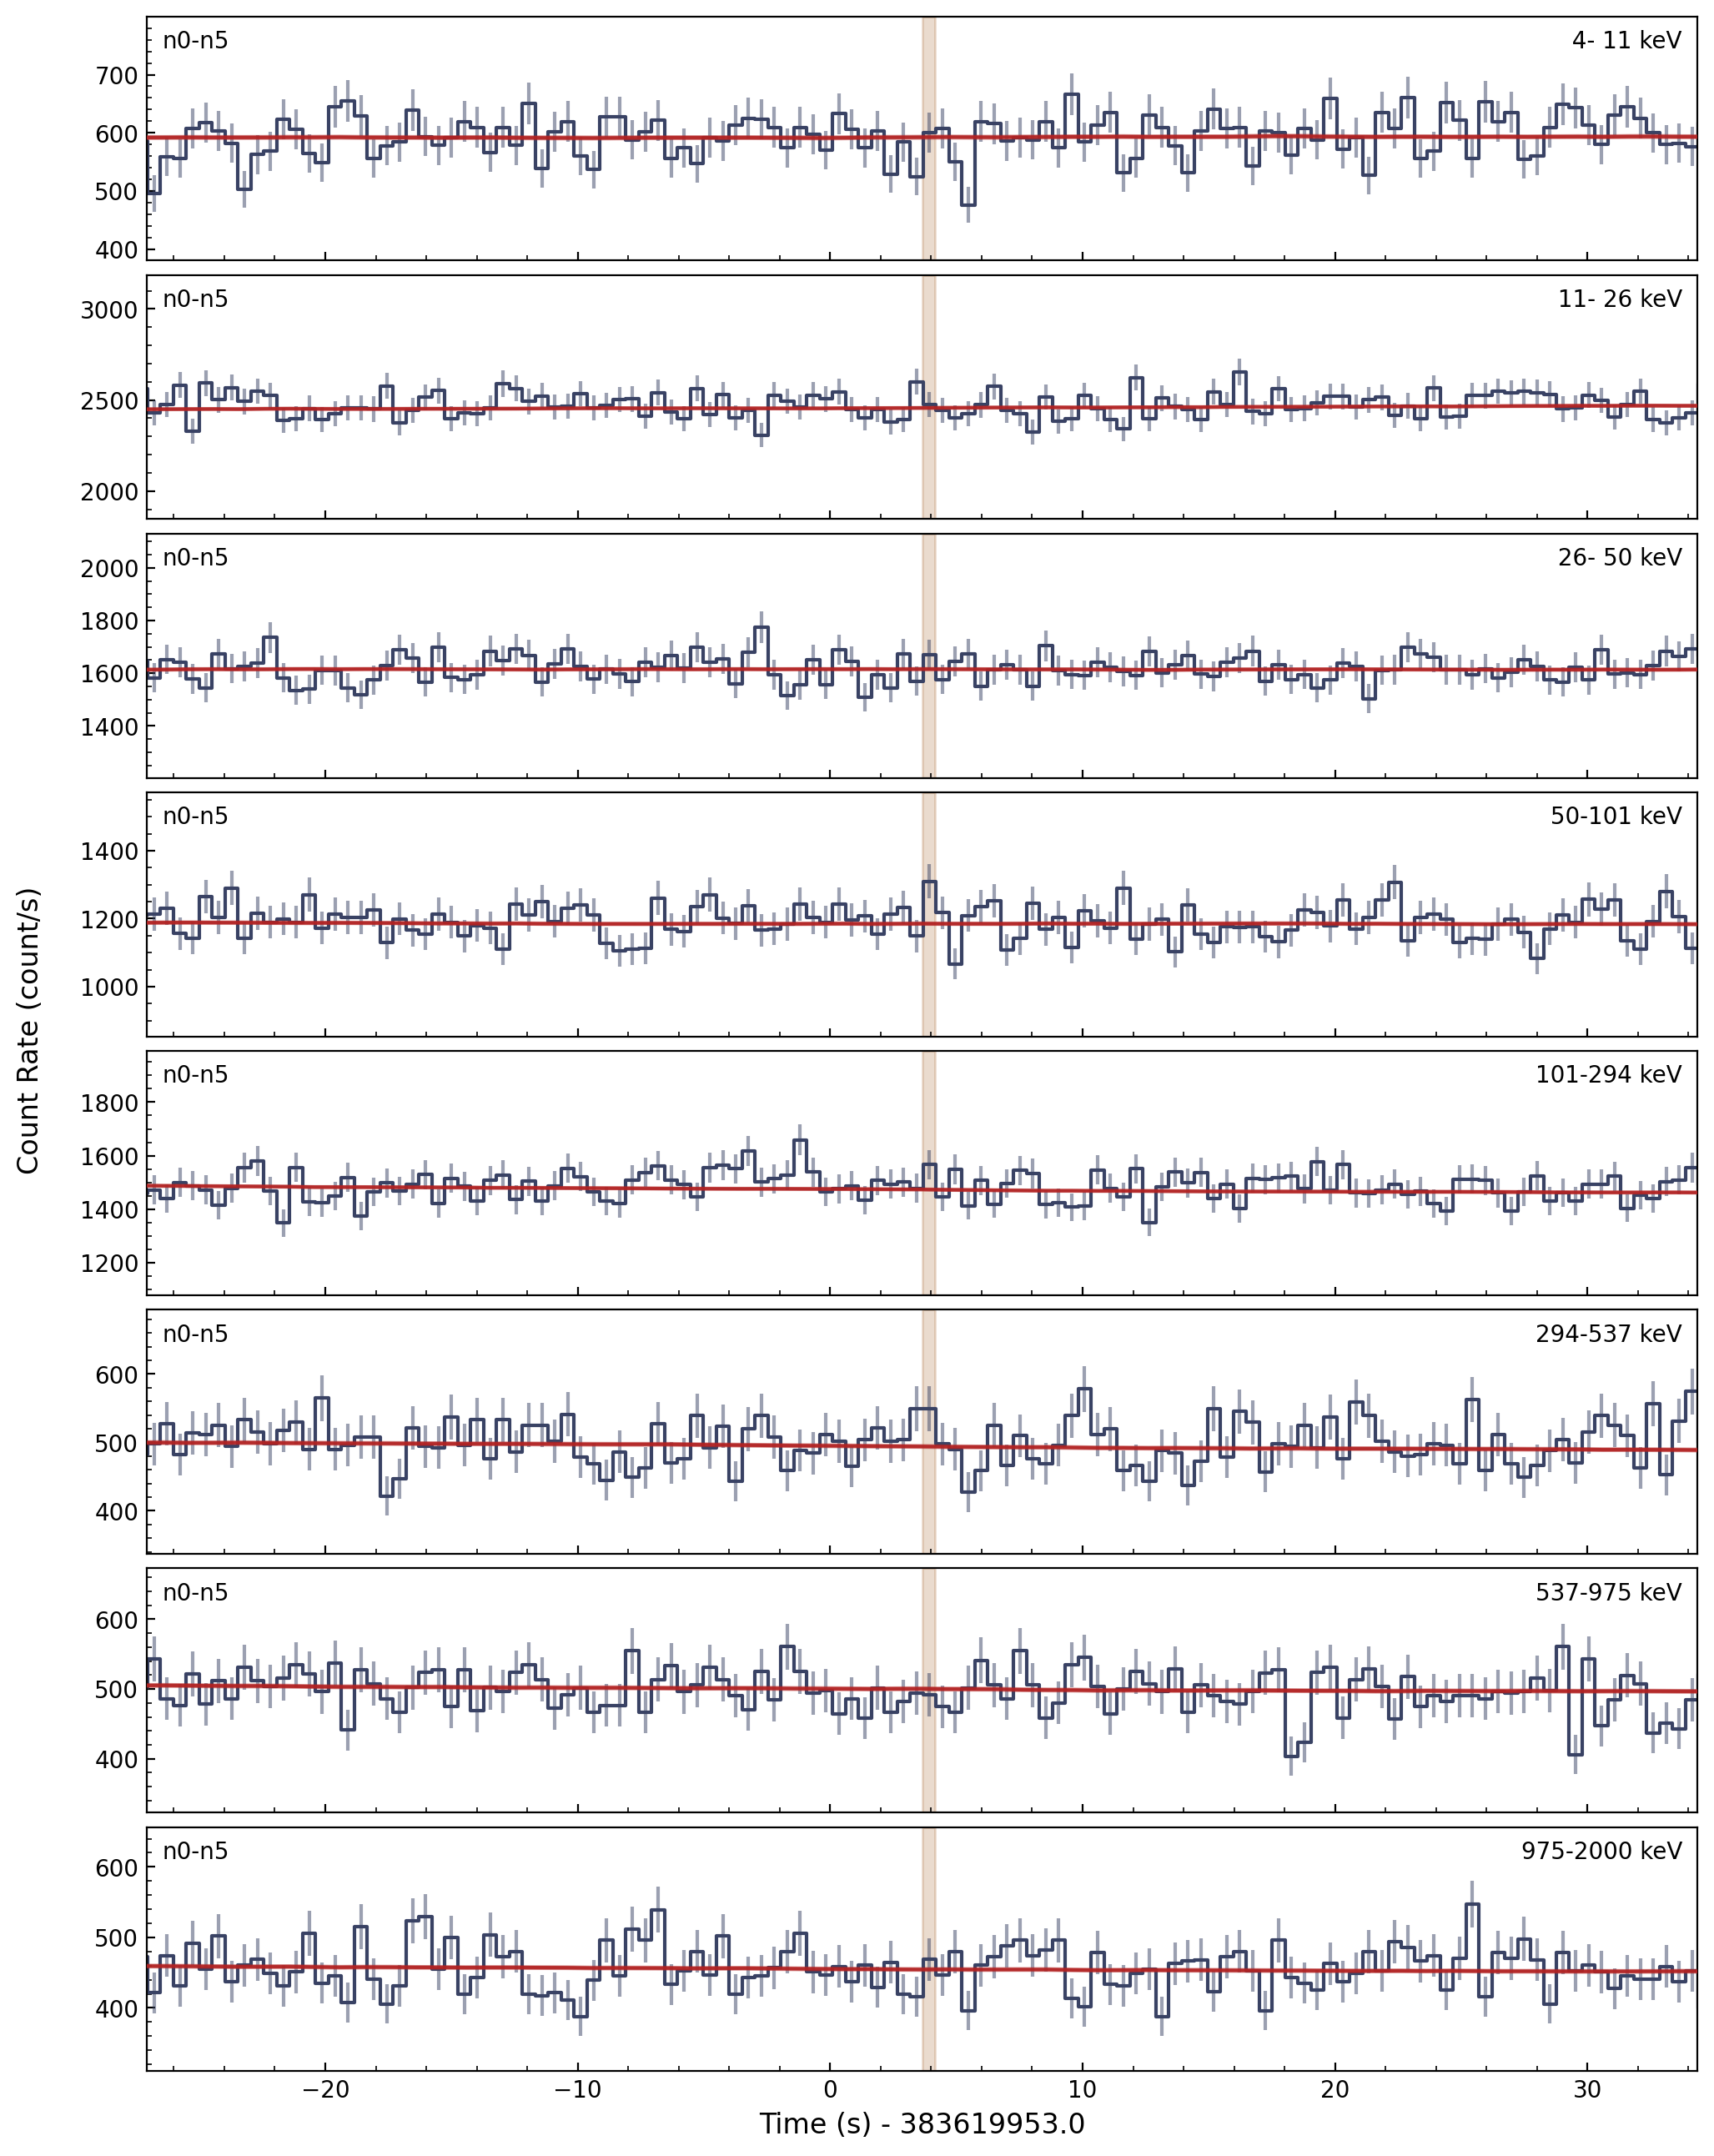 n0-n5 4- 11 keV
700
600
500
400
n0-n5 11- 26 keV
3000
2500
2000
n0-n5 26- 50 keV
2000
1800
1600
1400
n0-n5 50-101 keV
1400
1200
1000
n0-n5 101-294 keV
1800
1600
1400
1200
n0-n5 294-537 keV
600
500
400
n0-n5 537-975 keV
600
500
400
n0-n5 975-2000 keV
600
500
400
−20 −10 0 10 20 30
Time (s) - 383619953.0
Count Rate (count/s)